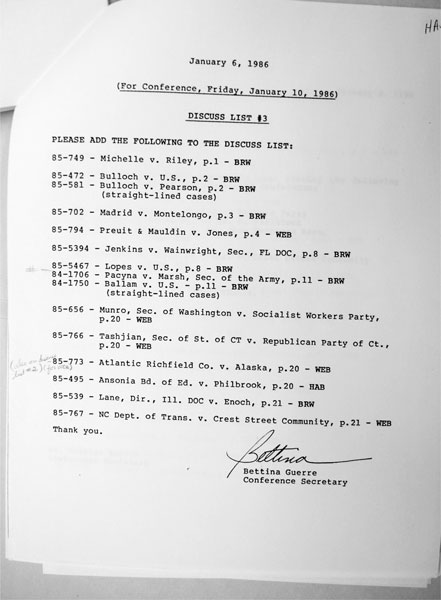 HA
January 6, 1986
(For Conference, Friday, January 10, 1986)
DISCUSS LIST #3
PLEASE ADD THE FOLLOWING TO THE DISCUSS LIST:
85-749 - Michelle v. Riley, p.1 - BRW
85-472 - Bulloch v. U.S., p.2 - BRW
85-581 - Bulloch v. Pearson, p.2 - BRW
(straight-lined cases)
85-702 - Madrid v. Montelongo, p.3 - BRW
85-794 - Preuit & Mauldin v. Jones, p.4 - WEB
85-5394 - Jenkins v. Wainwright, Sec., FL DOC, p.8 - BRW
85-5467 - Lopes v. U.S., p.8 - BRW
84-1706 - Pacyna v. Marsh, Sec. of the Army, p.11 - BRW
84-1750 - Ballam v. U.S. - p.11 - BRW
(straight-lined cases)
85-656 - Munro, Sec. of Washington v. Socialist Workers Party,
p.20 - WEB
85-766 - Tashjian, Sec. of St. of CT v. Republican Party of Ct.,
p.20 - WEB
85-773 - Atlantic Richfield Co. v. Alaska, p.20 - WEB
85-495 - Ansonia Bd. of Ed. v. Philbrook, p.20 - HAB
85-539 - Lane, Dir., Ill. DOC v. Enoch, p.21 - BRW
85-767 - NC Dept. of Trans. v. Crest Street Community, p.21 - WEB
Thank you.
Bettina
Bettina Guerre
Conference Secretary